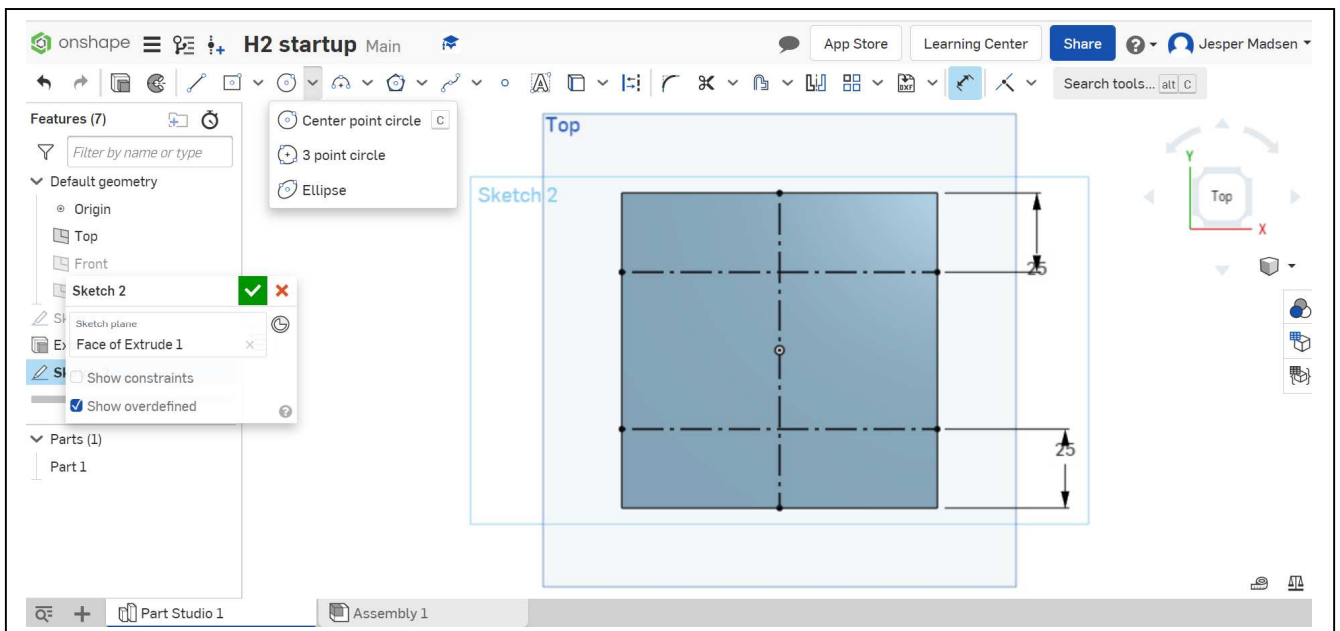 onshape H2 startup Main App Store Learning Center Share Jesper Madsen
Search tools... alt C
Features (7)
Filter by name or type
Default geometry
Origin
Top
Front
Sketch 2
Sketch plane
Face of Extrude 1
Show constraints
Show overdefined
Parts (1)
Part 1
Center point circle C
3 point circle
Ellipse
Top
Sketch 2
25
25
Y
Top
X
Part Studio 1 Assembly 1